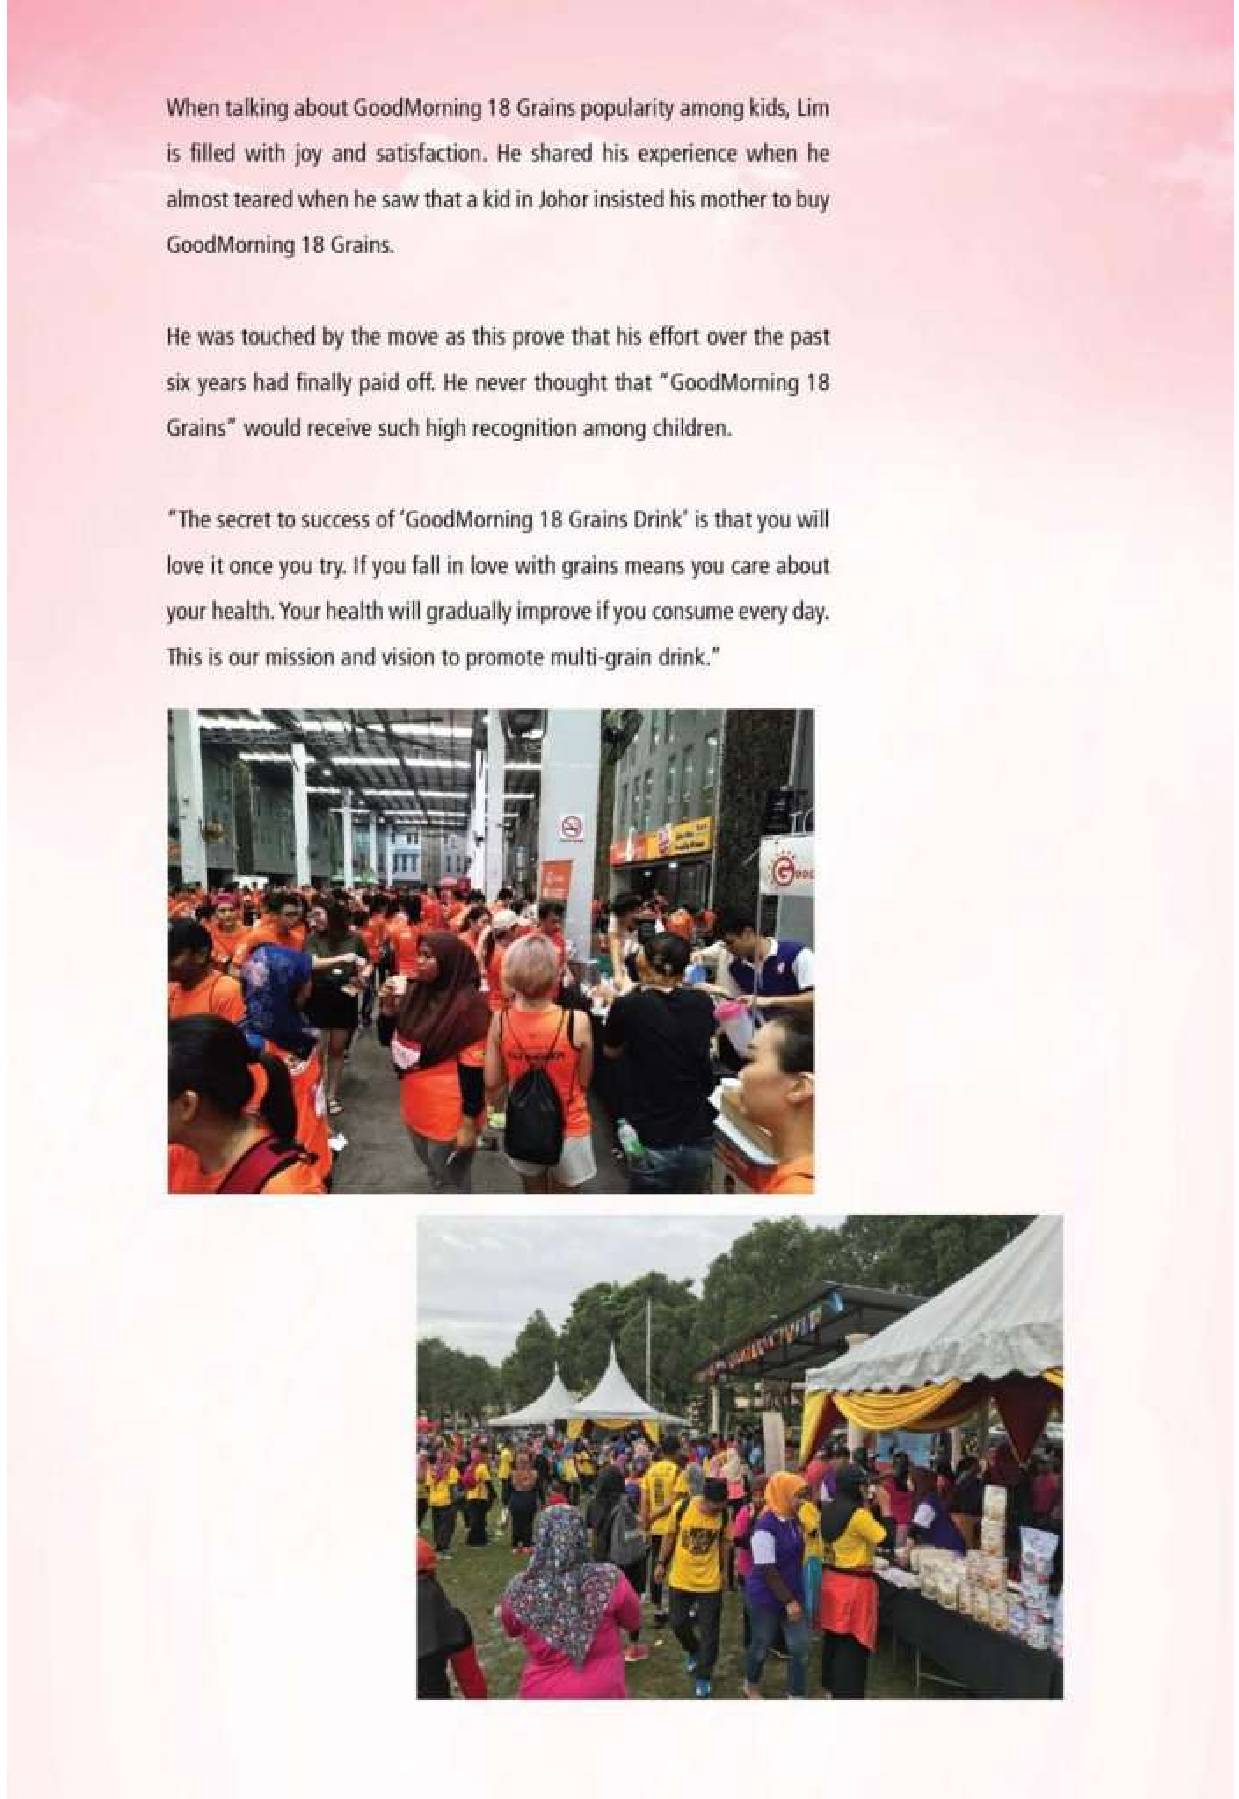 When talking about GoodMorning 18 Grains popularity among kids, Lim
is filled with joy and satisfaction. He shared his experience when he
almost teared when he saw that a kid in Johor insisted his mother to buy
GoodMorning 18 Grains.
He was touched by the move as this prove that his effort over the past
six years had finally paid off. He never thought that “GoodMorning 18
Grains” would receive such high recognition among children.
“The secret to success of ‘GoodMorning 18 Grains Drink’ is that you will
love it once you try. If you fall in love with grains means you care about
your health. Your health will gradually improve if you consume every day.
This is our mission and vision to promote multi-grain drink.”